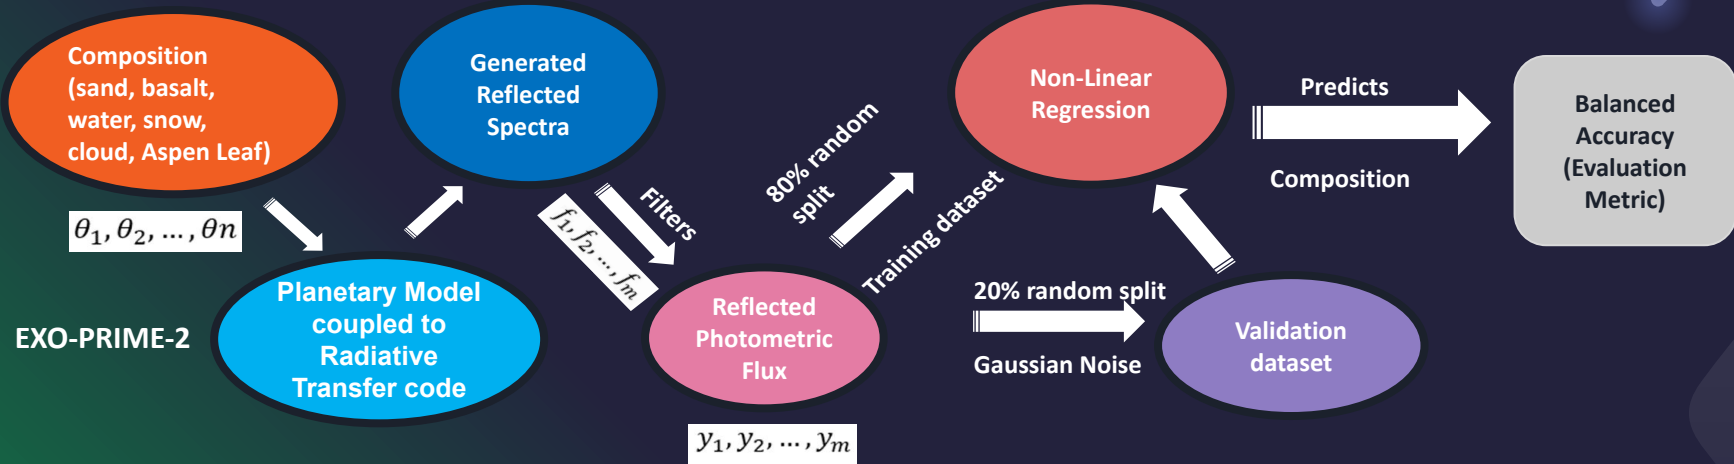 Composition
(sand, basalt,
water, snow,
cloud, Aspen Leaf)
θ₁, θ₂, …, θn
EXO-PRIME-2
Planetary Model
coupled to
Radiative
Transfer code
Generated
Reflected
Spectra
Filters
f₁, f₂, …, fₘ
Reflected
Photometric
Flux
y₁, y₂, …, yₘ
80% random
split
Training dataset
20% random split
Gaussian Noise
Validation
dataset
Non-Linear
Regression
Predicts
Composition
Balanced
Accuracy
(Evaluation
Metric)